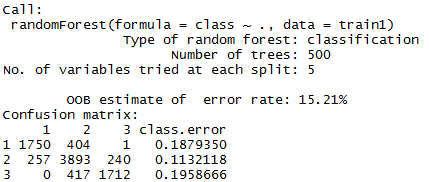 Call:
 randomForest(formula = class ~ ., data = train1)
               Type of random forest: classification
                     Number of trees: 500
No. of variables tried at each split: 5
        OOB estimate of  error rate: 15.21%
Confusion matrix:
     1    2    3 class.error
1 1750  404    1   0.1879350
2  257 3893  240   0.1132118
3    0  417 1712   0.1958666